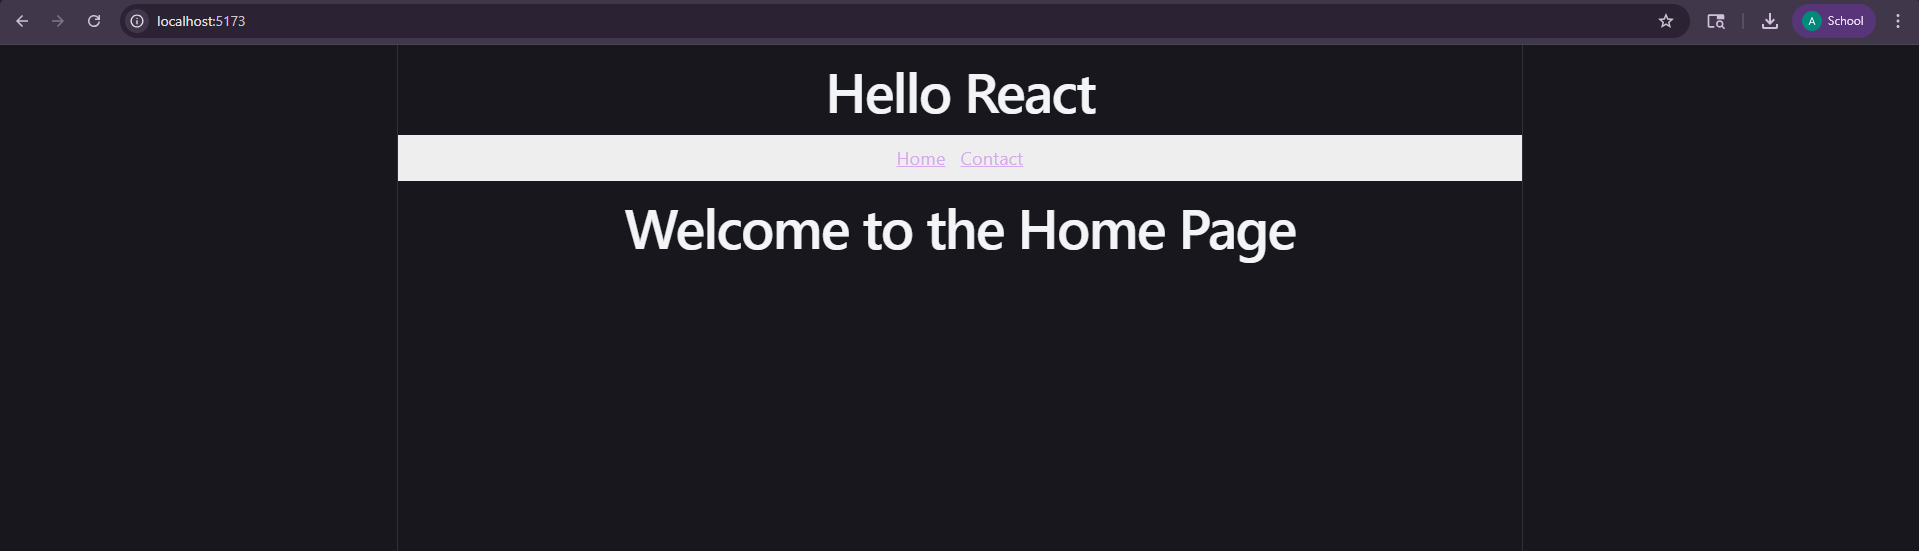 localhost:5173
A School
Hello React
Home Contact
Welcome to the Home Page